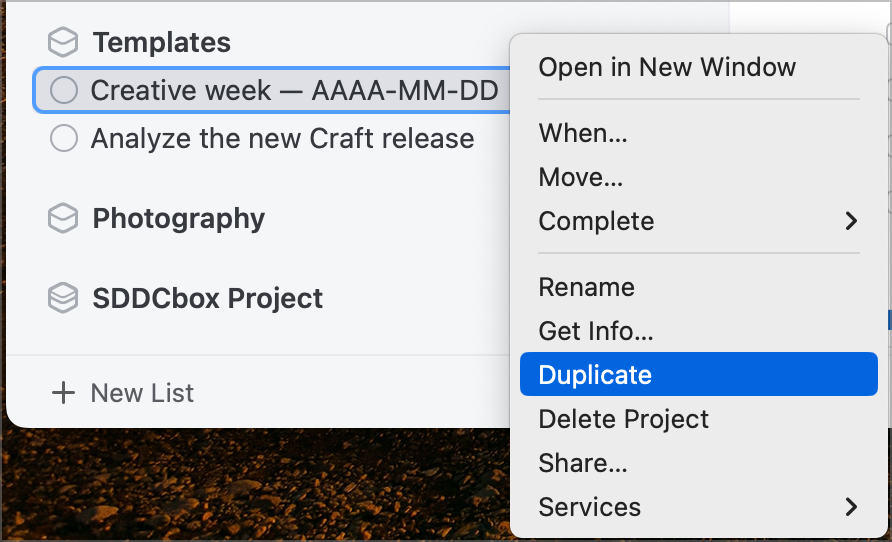 Templates
Creative week — AAAA-MM-DD
Analyze the new Craft release
Photography
SDDCbox Project
New List
Open in New Window
When...
Move...
Complete
Rename
Get Info...
Duplicate
Delete Project
Share...
Services